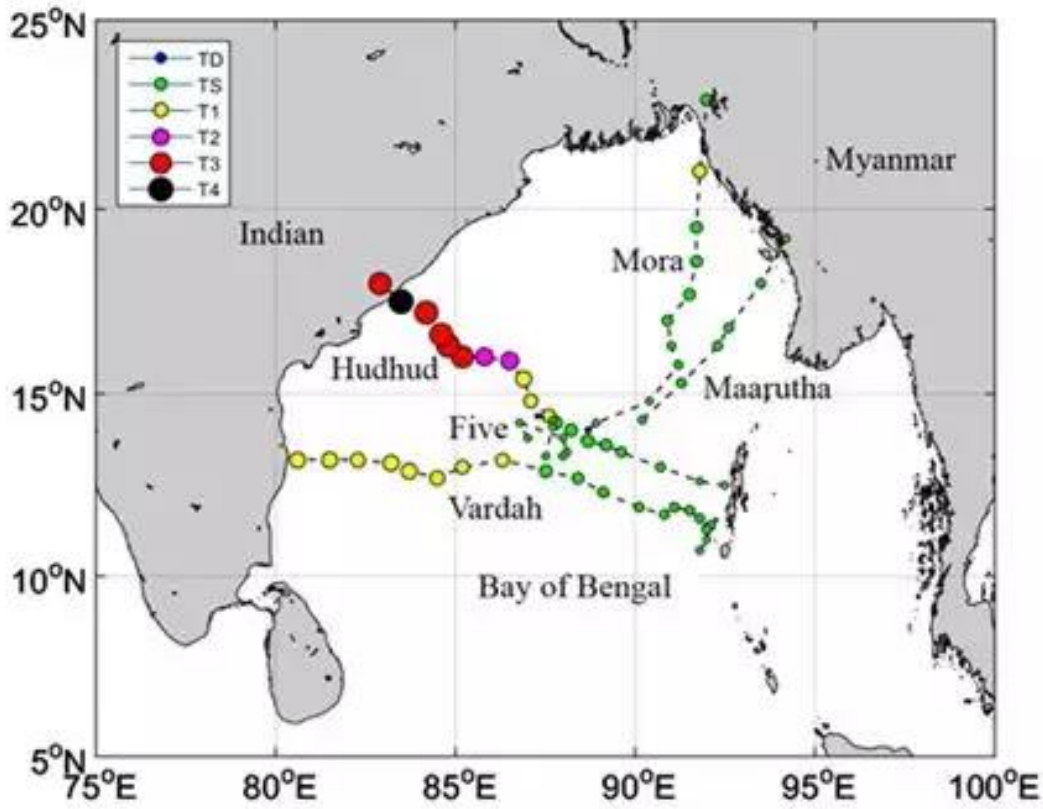 25°N
TD
TS
T1
T2
T3
T4
Myanmar
20°N
Indian
Mora
Hudhud
Maarutha
15°N
Five
Vardah
10°N
Bay of Bengal
5°N
75°E 80°E 85°E 90°E 95°E 100°E